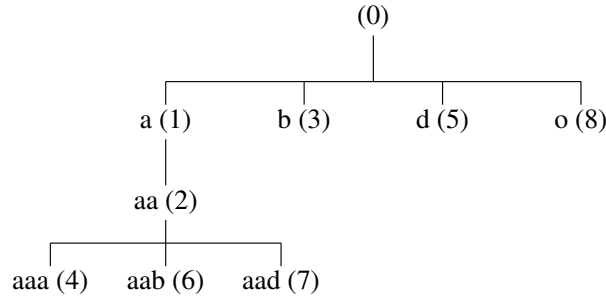 (0)
a (1) b (3) d (5) o (8)
aa (2)
aaa (4) aab (6) aad (7)